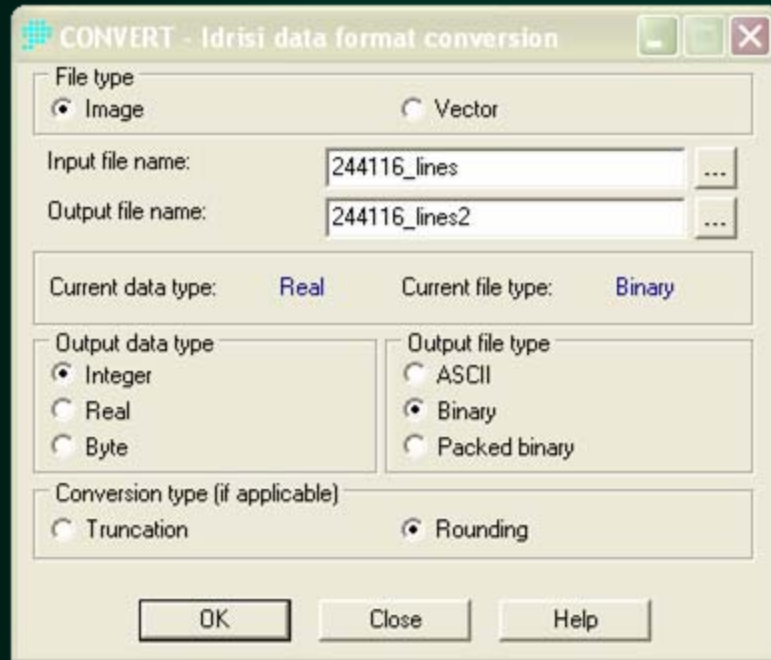 CONVERT - Idrisi data format conversion
File type
Image Vector
Input file name: 244116_lines ...
Output file name: 244116_lines2 ...
Current data type: Real Current file type: Binary
Output data type Output file type
Integer ASCII
Real Binary
Byte Packed binary
Conversion type (if applicable)
Truncation Rounding
OK Close Help